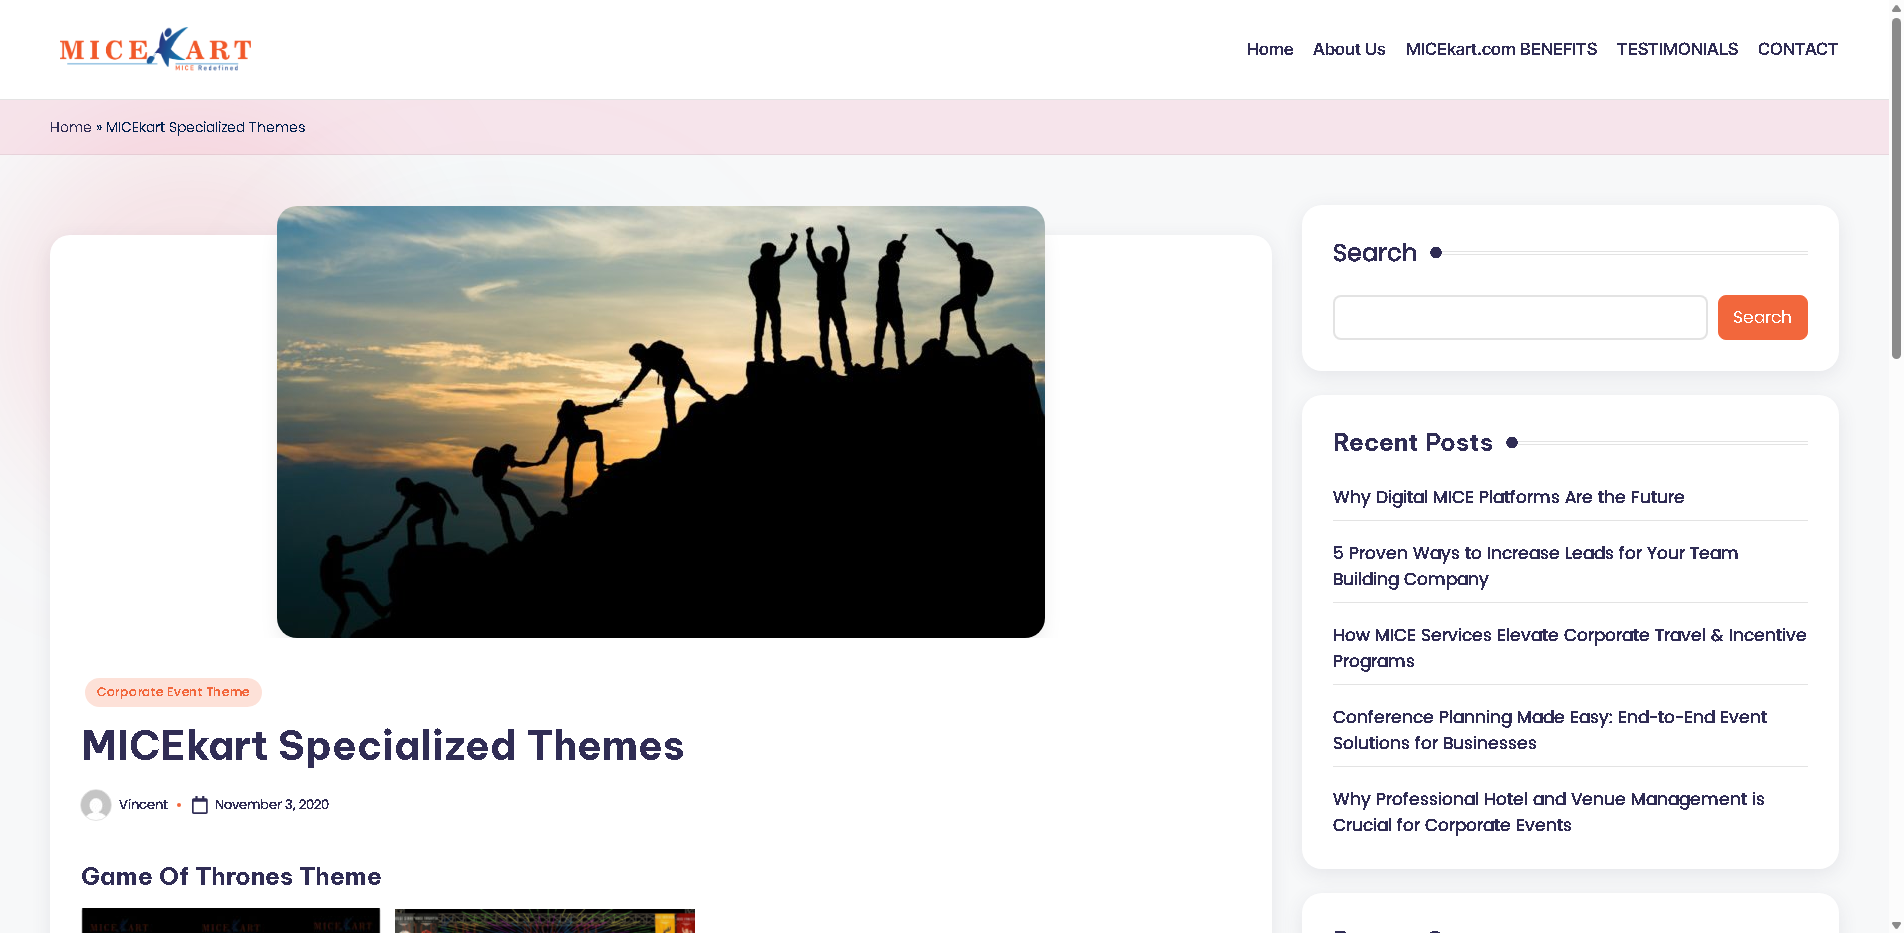 MICEKART
MICE Redefined
Home
About Us
MICEkart.com BENEFITS
TESTIMONIALS
CONTACT
Home » MICEkart Specialized Themes
Search
Search
Recent Posts
Why Digital MICE Platforms Are the Future
5 Proven Ways to Increase Leads for Your Team
Building Company
How MICE Services Elevate Corporate Travel & Incentive
Programs
Conference Planning Made Easy: End-to-End Event
Solutions for Businesses
Why Professional Hotel and Venue Management is
Crucial for Corporate Events
Corporate Event Theme
MICEkart Specialized Themes
Vincent • November 3, 2020
Game Of Thrones Theme